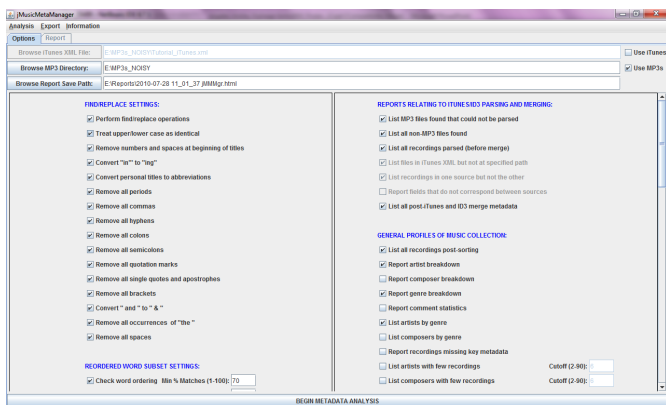 jMusicMetaManager
Analysis Export Information
Options Report
Browse iTunes XML File: E:\MP3s_NOISY\Tutorial_iTunes.xml Use iTunes
Browse MP3 Directory: E:\MP3s_NOISY Use MP3s
Browse Report Save Path: E:\Reports\2010-07-28 11_01_37 jMMMgr.html
FIND/REPLACE SETTINGS:
Perform find/replace operations
Treat upper/lower case as identical
Remove numbers and spaces at beginning of titles
Convert "in'" to "ing"
Convert personal titles to abbreviations
Remove all periods
Remove all commas
Remove all hyphens
Remove all colons
Remove all semicolons
Remove all quotation marks
Remove all single quotes and apostrophes
Remove all brackets
Convert " and " to " & "
Remove all occurrences of "the "
Remove all spaces
REORDERED WORD SUBSET SETTINGS:
Check word ordering Min % Matches (1-100): 70
REPORTS RELATING TO ITUNES/ID3 PARSING AND MERGING:
List MP3 files found that could not be parsed
List all non-MP3 files found
List all recordings parsed (before merge)
List files in iTunes XML but not at specified path
List recordings in one source but not the other
Report fields that do not correspond between sources
List all post-iTunes and ID3 merge metadata
GENERAL PROFILES OF MUSIC COLLECTION:
List all recordings post-sorting
Report artist breakdown
Report composer breakdown
Report genre breakdown
Report comment statistics
List artists by genre
List composers by genre
Report recordings missing key metadata
List artists with few recordings Cutoff (2-90):
List composers with few recordings Cutoff (2-90):
BEGIN METADATA ANALYSIS